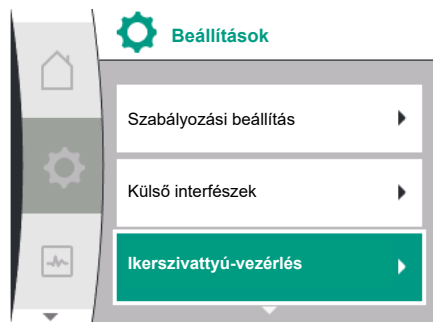 Beállítások
Szabályozási beállítás
Külső interfészek
Ikerszivattyú-vezérlés